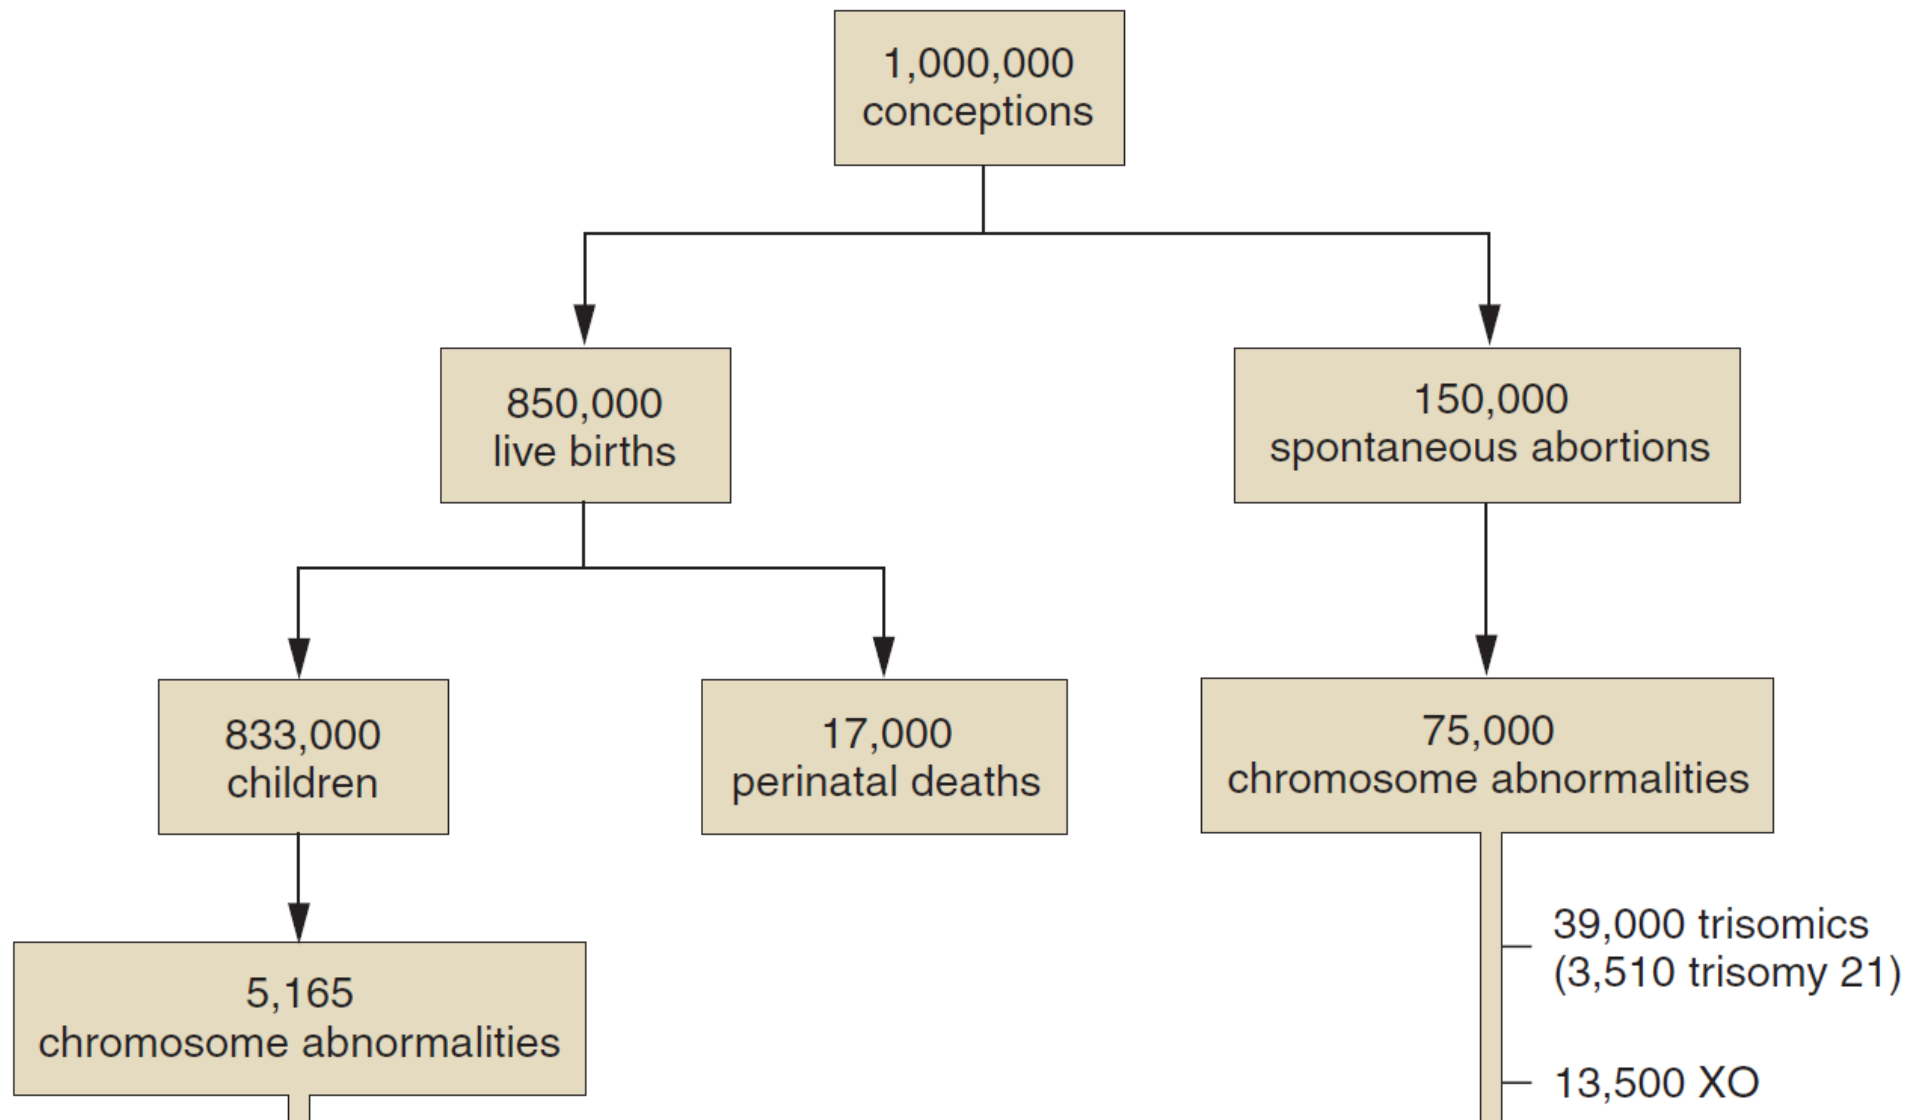 1,000,000
conceptions
850,000
live births
150,000
spontaneous abortions
833,000
children
17,000
perinatal deaths
75,000
chromosome abnormalities
5,165
chromosome abnormalities
39,000 trisomics
(3,510 trisomy 21)
13,500 XO